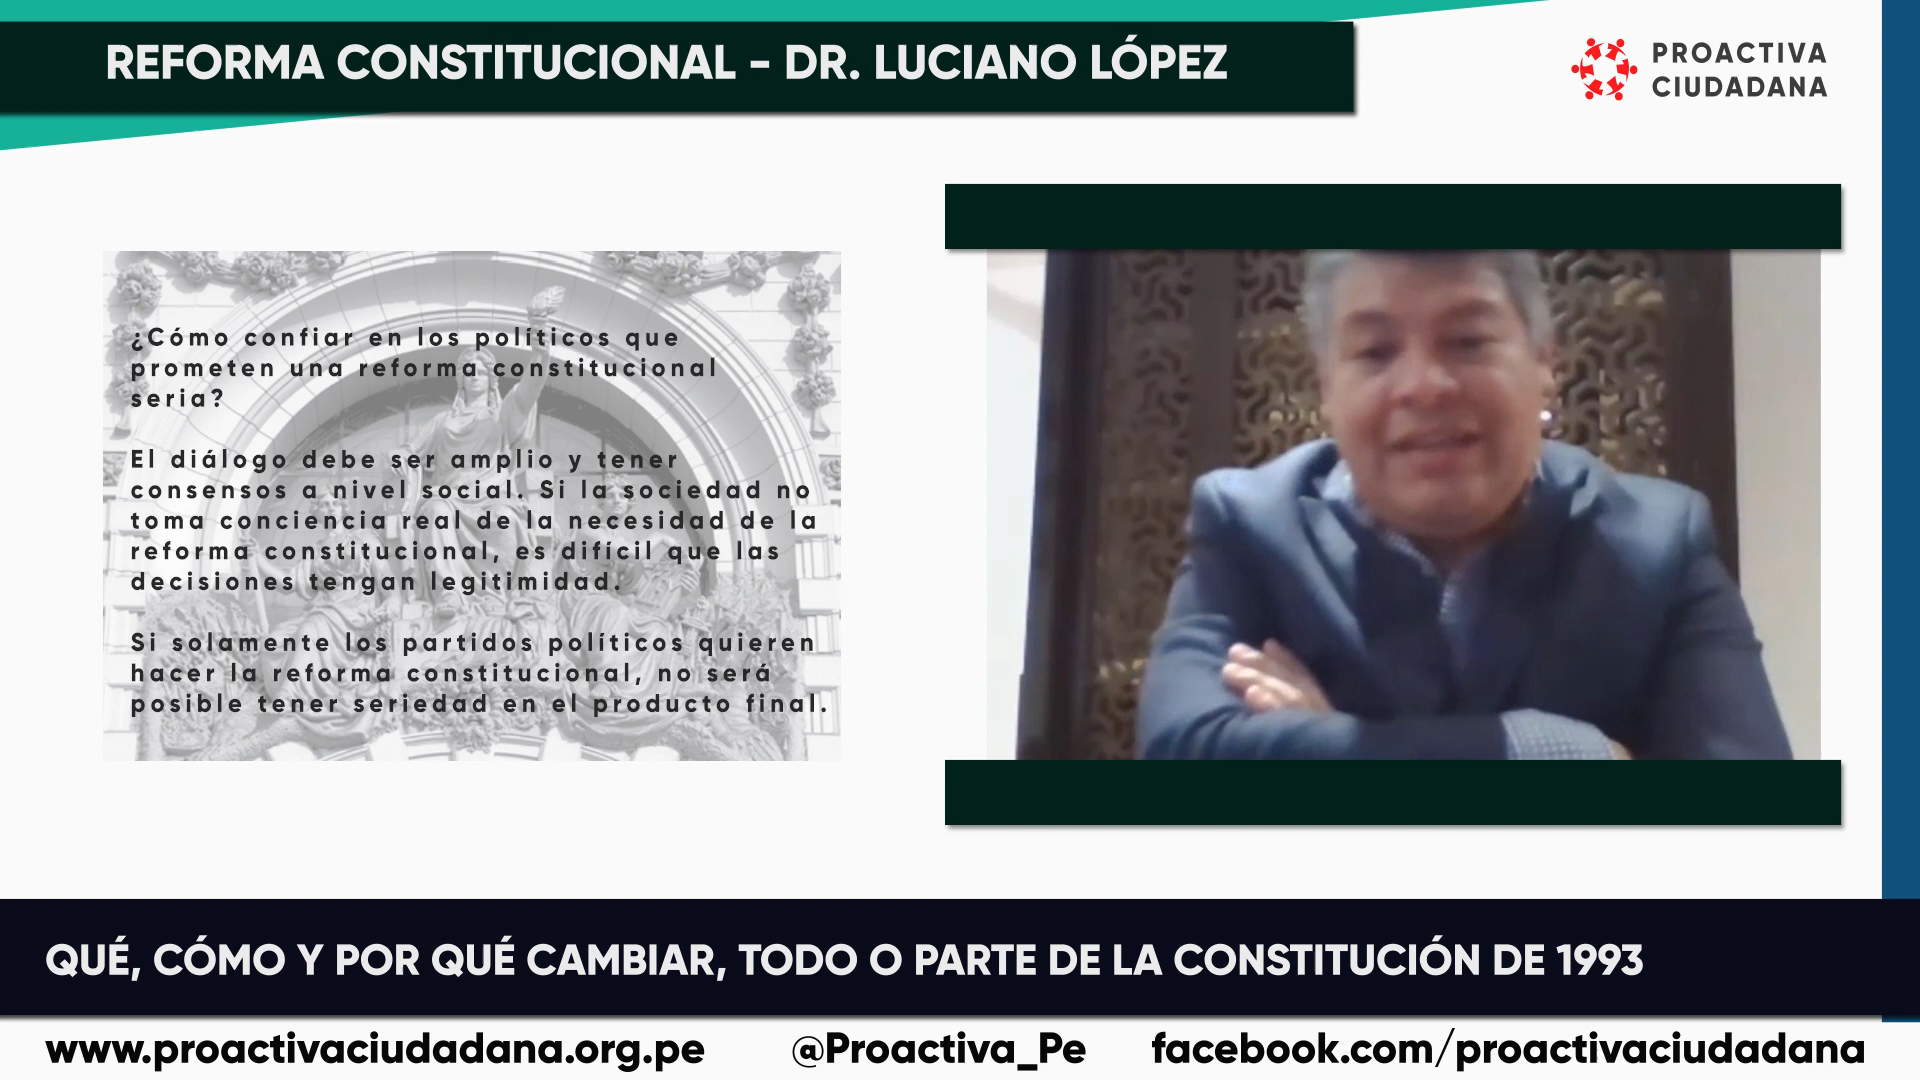 REFORMA CONSTITUCIONAL - DR. LUCIANO LÓPEZ
PROACTIVA
CIUDADANA
¿Cómo confiar en los políticos que
prometen una reforma constitucional
seria?
El diálogo debe ser amplio y tener
consensos a nivel social. Si la sociedad no
toma conciencia real de la necesidad de la
reforma constitucional, es difícil que las
decisiones tengan legitimidad.
Si solamente los partidos políticos quieren
hacer la reforma constitucional, no será
posible tener seriedad en el producto final.
QUÉ, CÓMO Y POR QUÉ CAMBIAR, TODO O PARTE DE LA CONSTITUCIÓN DE 1993
www.proactivaciudadana.org.pe @Proactiva_Pe facebook.com/proactivaciudadana